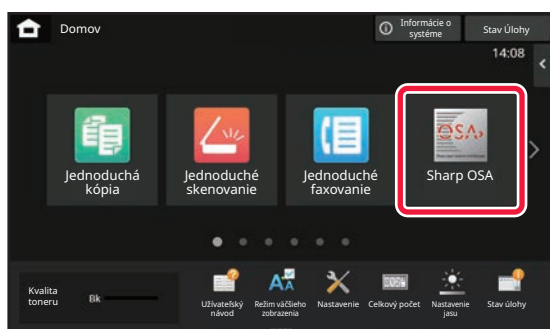 Domov
Informácie o
systéme
Stav Úlohy
14:08
Jednoduchá
kópia
Jednoduché
skenovanie
Jednoduché
faxovanie
OSA
Sharp OSA
Kvalita
toneru
Bk
Užívateľský
návod
Režim väčšieho
zobrazenia
Nastavenie
Celkový počet
Nastavenie
jasu
Stav úlohy